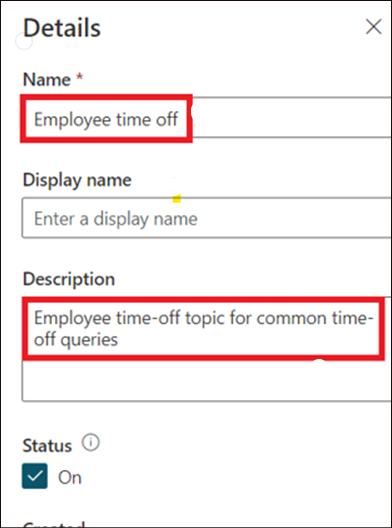 Details
Name *
Employee time off
Display name
Enter a display name
Description
Employee time-off topic for common time-
off queries
Status
On